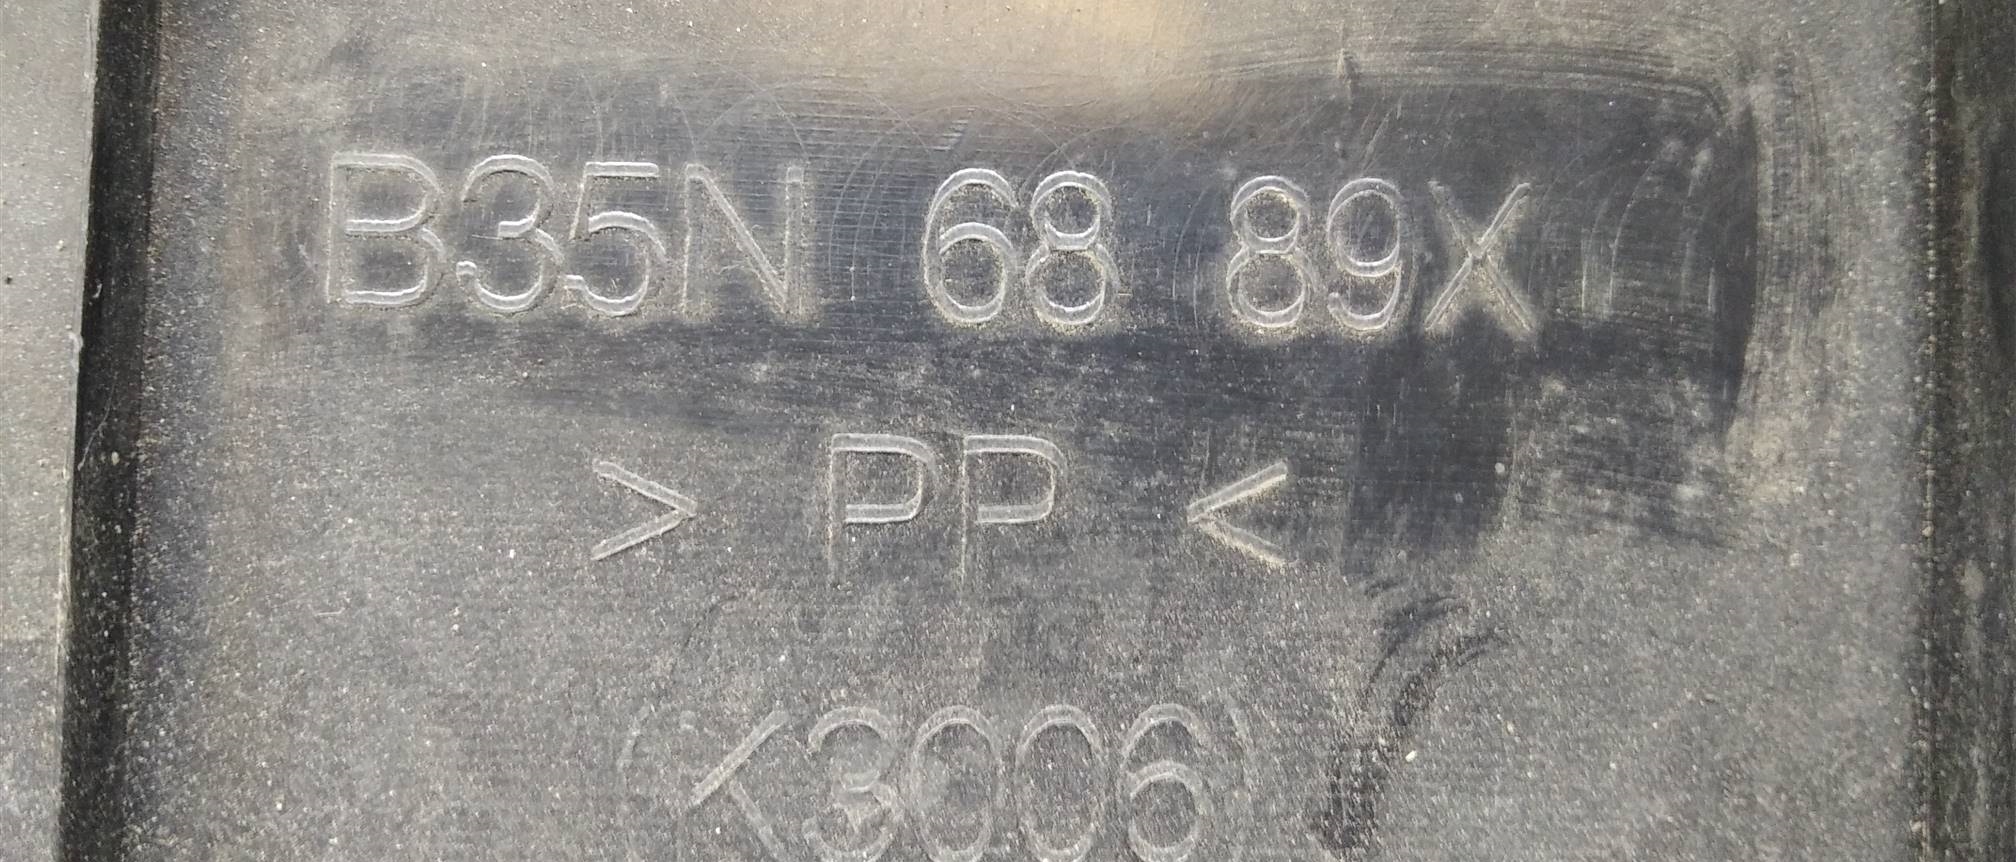 B35N 68 89X
> PP <
(K3006)